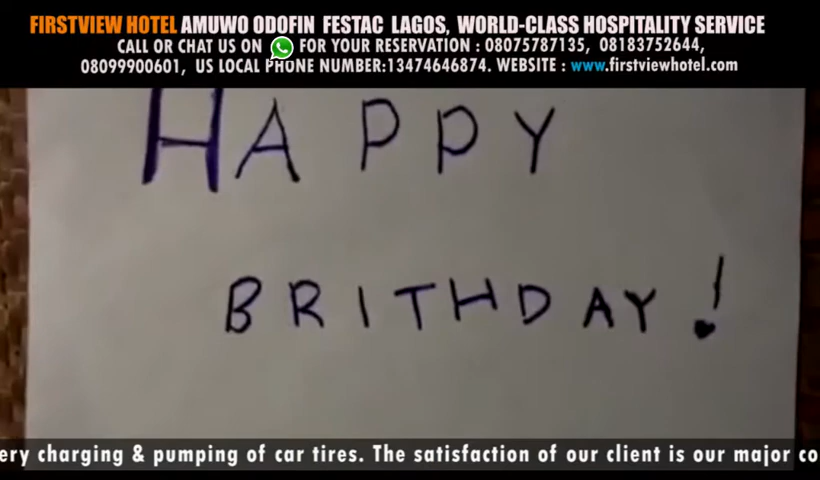 FIRSTVIEW HOTEL AMUWO ODOFIN FESTAC LAGOS, WORLD-CLASS HOSPITALITY SERVICE
CALL OR CHAT US ON FOR YOUR RESERVATION : 08075787135, 08183752644,
08099900601, US LOCAL PHONE NUMBER:13474646874. WEBSITE : www.firstviewhotel.com
HAPPY
BRITHDAY!
charging & pumping of car tires. The satisfaction of our client is our major